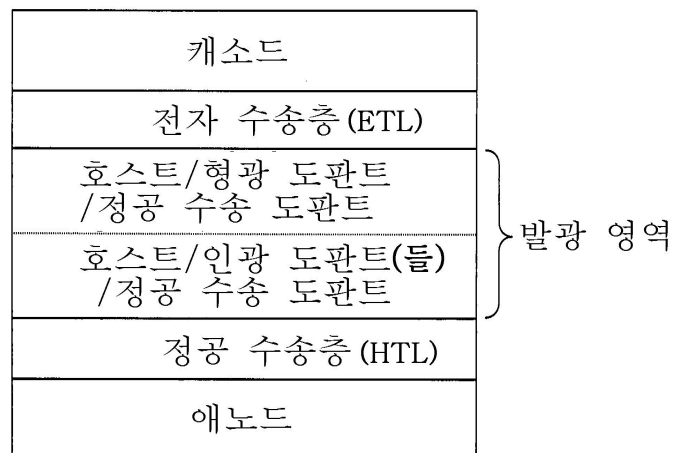 캐소드
전자 수송층(ETL)
호스트/형광 도판트
/정공 수송 도판트
호스트/인광 도판트(들)
/정공 수송 도판트
발광 영역
정공 수송층(HTL)
애노드